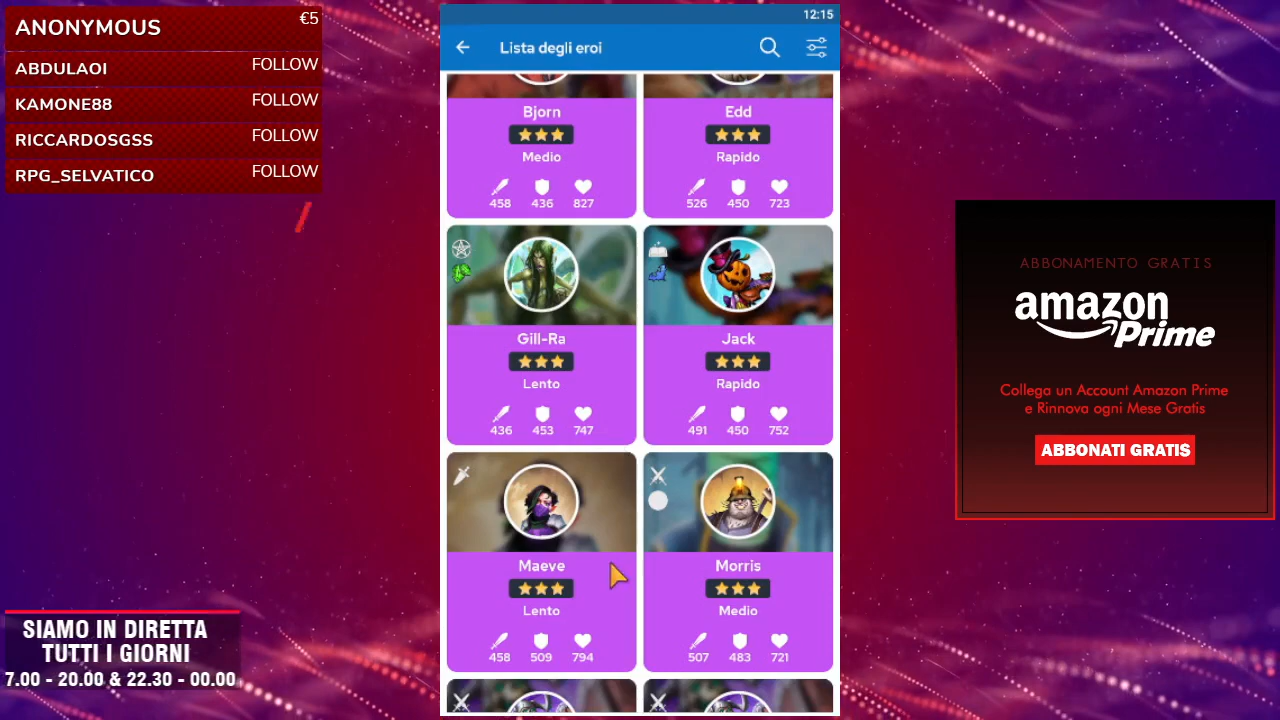 ANONYMOUS €5
ABDULAOI FOLLOW
KAMONE88 FOLLOW
RICCARDOSGSS FOLLOW
RPG_SELVATICO FOLLOW
12:15
Lista degli eroi
Bjorn
Medio
458 436 827
Edd
Rapido
526 450 723
Gill-Ra
Lento
436 453 747
Jack
Rapido
491 450 752
Maeve
Lento
458 509 794
Morris
Medio
507 483 721
ABBONAMENTO GRATIS
amazon
Prime
Collega un Account Amazon Prime
e Rinnova ogni Mese Gratis
ABBONATI GRATIS
SIAMO IN DIRETTA
TUTTI I GIORNI
7.00 - 20.00 & 22.30 - 00.00